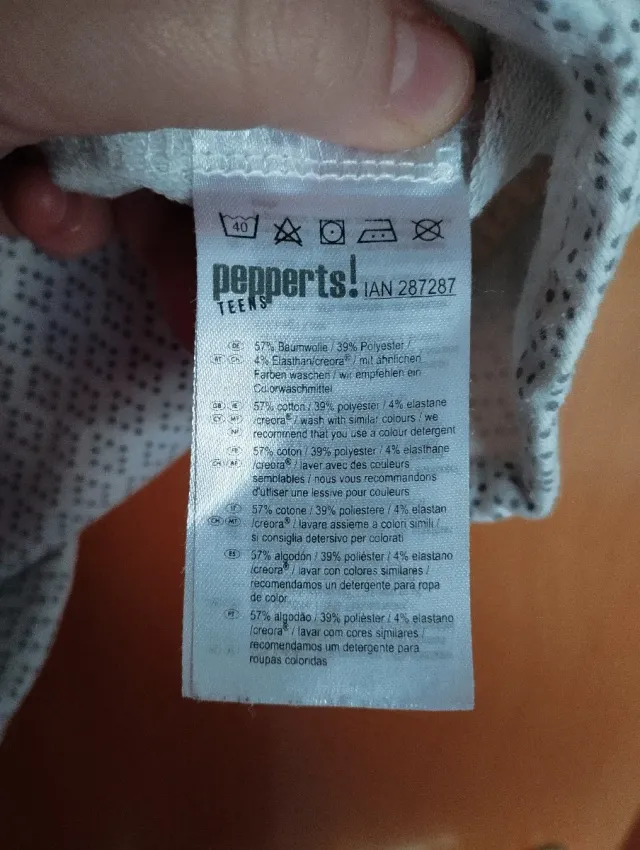 40
pepperts! IAN 287287
TEENS
DE 57% Baumwolle / 39% Polyester /
AT CH 4% Elasthan/creora® / mit ähnlichen
Farben waschen / wir empfehlen ein
Colorwaschmittel
GB IE 57% cotton / 39% polyester / 4% elastane
CY MT /creora® / wash with similar colours / we
recommend that you use a colour detergent
FR 57% coton / 39% polyester / 4% elasthane
CH /creora® / laver avec des couleurs
semblables / nous vous recommandons
d'utliser une lessive pour couleurs
IT 57% cotone / 39% poliestere / 4% elastan
CH MT /creora® / lavare assieme a colori simili /
si consiglia detersivo per colorati
ES 57% algodón / 39% poliéster / 4% elastano
/creora® / lavar con colores similares /
recomendamos un detergente para ropa
de color.
PT 57% algodão / 39% poliéster / 4% elastano
/creora® / lavar com cores similares /
recomendamos um detergente para
roupas coloridas